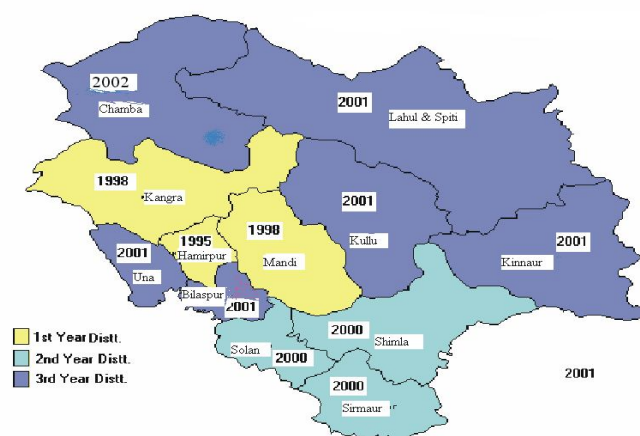 2002
Chamba
2001
Lahul & Spiti
1998
Kangra
2001
Kullu
2001
Kinnaur
1995
Hamirpur
1998
Mandi
2001
Una
Bilaspur
2001
2000
Shimla
Solan
2000
2000
Sirmaur
2001
1st Year Distt.
2nd Year Distt.
3rd Year Distt.